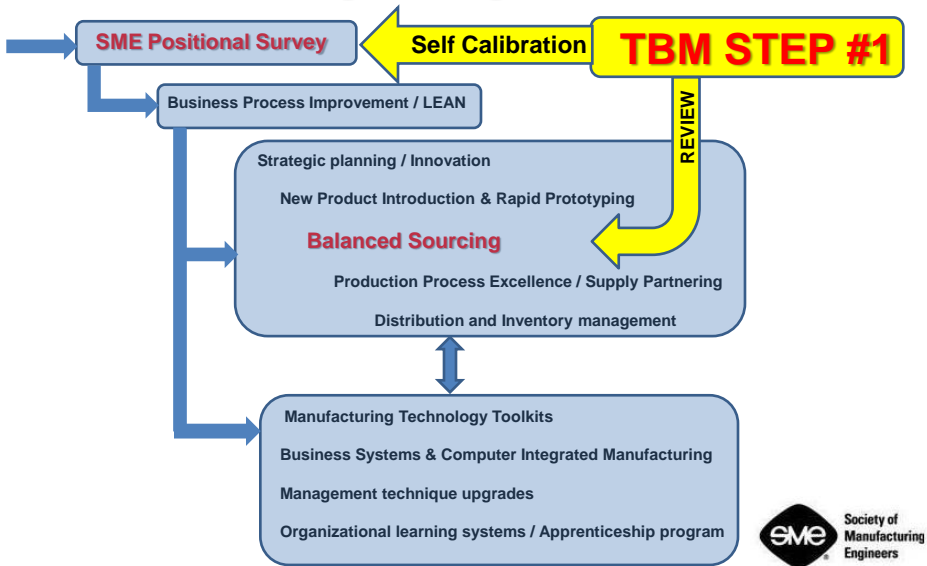 SME Positional Survey
Self Calibration
TBM STEP #1
Business Process Improvement / LEAN
REVIEW
Strategic planning / Innovation
New Product Introduction & Rapid Prototyping
Balanced Sourcing
Production Process Excellence / Supply Partnering
Distribution and Inventory management
Manufacturing Technology Toolkits
Business Systems & Computer Integrated Manufacturing
Management technique upgrades
Organizational learning systems / Apprenticeship program
SME
Society of
Manufacturing
Engineers